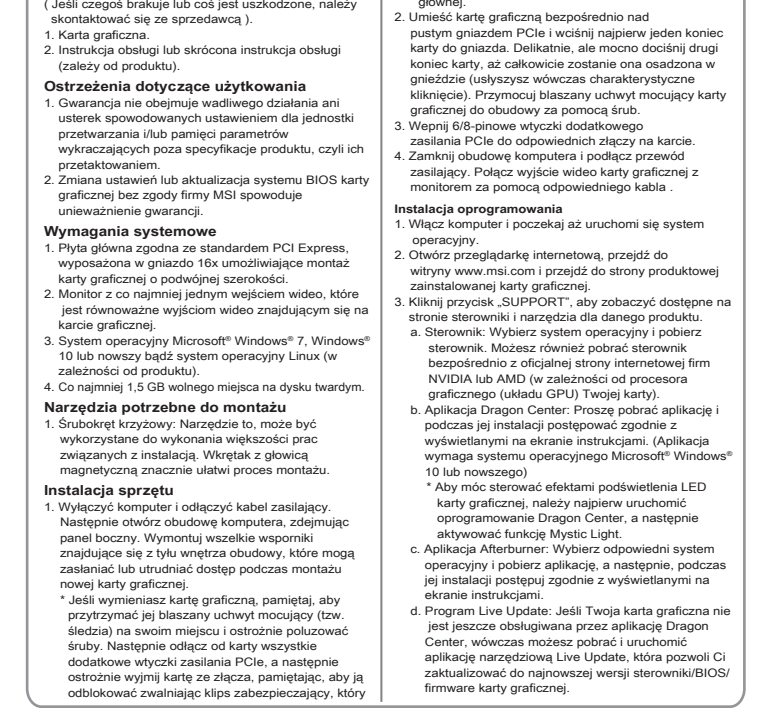 ( Jeśli czegoś brakuje lub coś jest uszkodzone, należy
skontaktować się ze sprzedawcą ).
1. Karta graficzna.
2. Instrukcja obsługi lub skrócona instrukcja obsługi
(zależy od produktu).
Ostrzeżenia dotyczące użytkowania
1. Gwarancja nie obejmuje wadliwego działania ani
usterek spowodowanych ustawieniem dla jednostki
przetwarzania i/lub pamięci parametrów
wykraczających poza specyfikacje produktu, czyli ich
przetaktowaniem.
2. Zmiana ustawień lub aktualizacja systemu BIOS karty
graficznej bez zgody firmy MSI spowoduje
unieważnienie gwarancji.
Wymagania systemowe
1. Płyta główna zgodna ze standardem PCI Express,
wyposażona w gniazdo 16x umożliwiające montaż
karty graficznej o podwójnej szerokości.
2. Monitor z co najmniej jednym wejściem wideo, które
jest równoważne wyjściom wideo znajdującym się na
karcie graficznej.
3. System operacyjny Microsoft® Windows® 7, Windows®
10 lub nowszy bądź system operacyjny Linux (w
zależności od produktu).
4. Co najmniej 1,5 GB wolnego miejsca na dysku twardym.
Narzędzia potrzebne do montażu
1. Śrubokręt krzyżowy: Narzędzie to, może być
wykorzystane do wykonania większości prac
związanych z instalacją. Wkrętak z głowicą
magnetyczną znacznie ułatwi proces montażu.
Instalacja sprzętu
1. Wyłączyć komputer i odłączyć kabel zasilający.
Następnie otwórz obudowę komputera, zdejmując
panel boczny. Wymontuj wszelkie wsporniki
znajdujące się z tyłu wnętrza obudowy, które mogą
zasłaniać lub utrudniać dostęp podczas montażu
nowej karty graficznej.
* Jeśli wymieniasz kartę graficzną, pamiętaj, aby
przytrzymać jej blaszany uchwyt mocujący (tzw.
śledzia) na swoim miejscu i ostrożnie poluzować
śruby. Następnie odłącz od karty wszystkie
dodatkowe wtyczki zasilania PCIe, a następnie
ostrożnie wyjmij kartę ze złącza, pamiętając, aby ją
odblokować zwalniając klips zabezpieczający, który
głównej.
2. Umieść kartę graficzną bezpośrednio nad
pustym gniazdem PCIe i wciśnij najpierw jeden koniec
karty do gniazda. Delikatnie, ale mocno dociśnij drugi
koniec karty, aż całkowicie zostanie ona osadzona w
gnieździe (usłyszysz wówczas charakterystyczne
kliknięcie). Przymocuj blaszany uchwyt mocujący karty
graficznej do obudowy za pomocą śrub.
3. Wepnij 6/8-pinowe wtyczki dodatkowego
zasilania PCIe do odpowiednich złączy na karcie.
4. Zamknij obudowę komputera i podłącz przewód
zasilający. Połącz wyjście wideo karty graficznej z
monitorem za pomocą odpowiedniego kabla .
Instalacja oprogramowania
1. Włącz komputer i poczekaj aż uruchomi się system
operacyjny.
2. Otwórz przeglądarkę internetową, przejdź do
witryny www.msi.com i przejdź do strony produktowej
zainstalowanej karty graficznej.
3. Kliknij przycisk „SUPPORT”, aby zobaczyć dostępne na
stronie sterowniki i narzędzia dla danego produktu.
a. Sterownik: Wybierz system operacyjny i pobierz
sterownik. Możesz również pobrać sterownik
bezpośrednio z oficjalnej strony internetowej firm
NVIDIA lub AMD (w zależności od procesora
graficznego (układu GPU) Twojej karty).
b. Aplikacja Dragon Center: Proszę pobrać aplikację i
podczas jej instalacji postępować zgodnie z
wyświetlanymi na ekranie instrukcjami. (Aplikacja
wymaga systemu operacyjnego Microsoft® Windows®
10 lub nowszego)
* Aby móc sterować efektami podświetlenia LED
karty graficznej, należy najpierw uruchomić
oprogramowanie Dragon Center, a następnie
aktywować funkcję Mystic Light.
c. Aplikacja Afterburner: Wybierz odpowiedni system
operacyjny i pobierz aplikację, a następnie, podczas
jej instalacji postępuj zgodnie z wyświetlanymi na
ekranie instrukcjami.
d. Program Live Update: Jeśli Twoja karta graficzna nie
jest jeszcze obsługiwana przez aplikację Dragon
Center, wówczas możesz pobrać i uruchomić
aplikację narzędziową Live Update, która pozwoli Ci
zaktualizować do najnowszej wersji sterowniki/BIOS/
firmware karty graficznej.